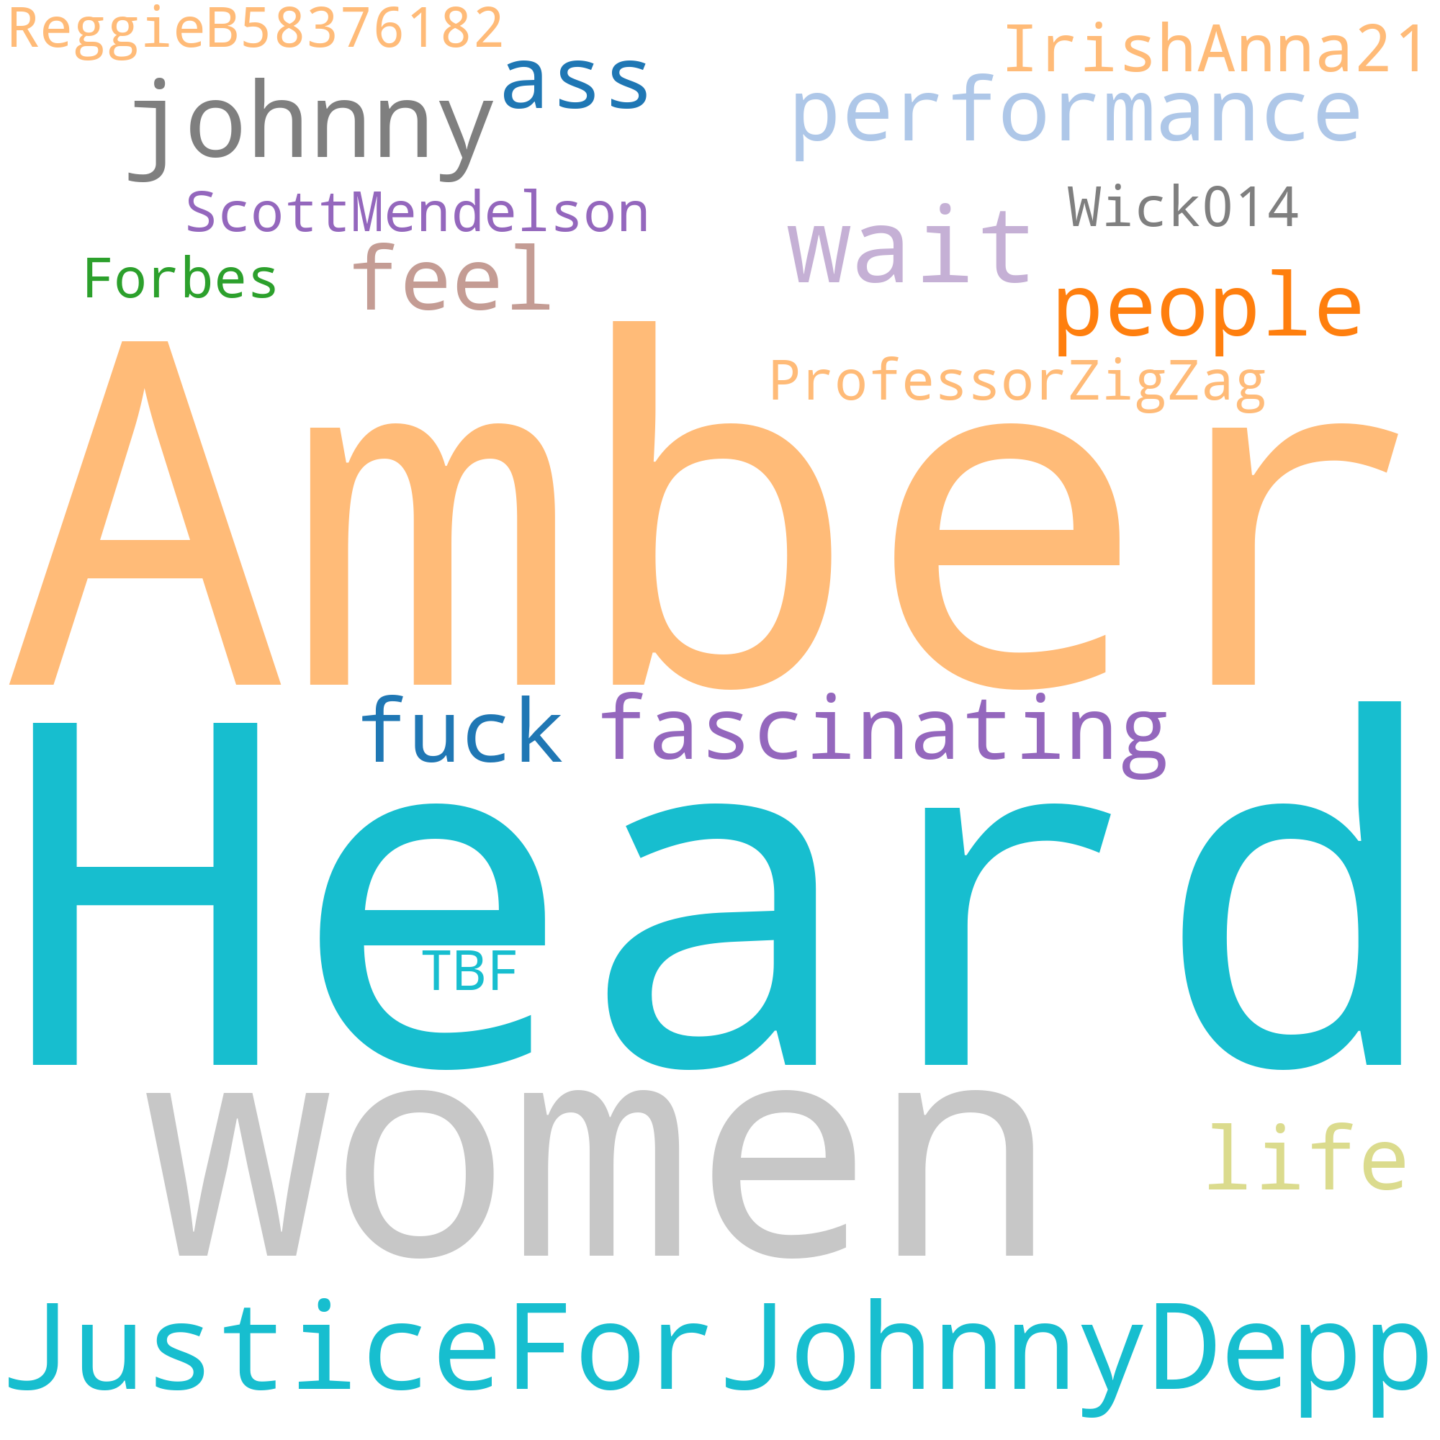 ReggieB58376182
IrishAnna21
ass
johnny
performance
ScottMendelson
Wick014
wait
Forbes
feel
people
ProfessorZigZag
Amber
fuck
fascinating
Heard
TBF
women
life
JusticeForJohnnyDepp